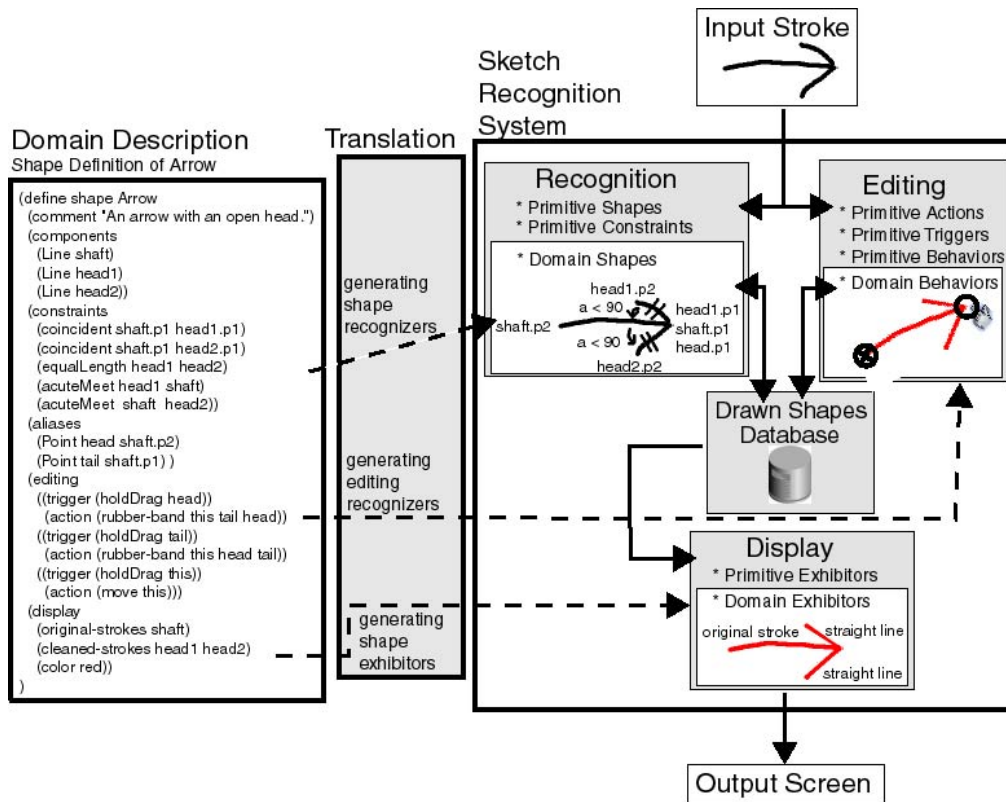 Input Stroke
Sketch
Recognition
System
Domain Description
Shape Definition of Arrow
(define shape Arrow
(comment "An arrow with an open head.")
(components
(Line shaft)
(Line head1)
(Line head2))
(constraints
(coincident shaft.p1 head1.p1)
(coincident shaft.p1 head2.p1)
(equalLength head1 head2)
(acuteMeet head1 shaft)
(acuteMeet shaft head2))
(aliases
(Point head shaft.p2)
(Point tail shaft.p1) )
(editing
((trigger (holdDrag head))
(action (rubber-band this tail head))
((trigger (holdDrag tail))
(action (rubber-band this head tail))
((trigger (holdDrag this))
(action (move this)))
(display
(original-strokes shaft)
(cleaned-strokes head1 head2)
(color red))
)
Translation
generating
shape
recognizers
generating
editing
recognizers
generating
shape
exhibitors
Recognition
* Primitive Shapes
* Primitive Constraints
* Domain Shapes
head1.p2
a < 90
head1.p1
shaft.p2
shaft.p1
a < 90
head.p1
head2.p2
Editing
* Primitive Actions
* Primitive Triggers
* Primitive Behaviors
* Domain Behaviors
Drawn Shapes
Database
Display
* Primitive Exhibitors
* Domain Exhibitors
original stroke
straight line
straight line
Output Screen